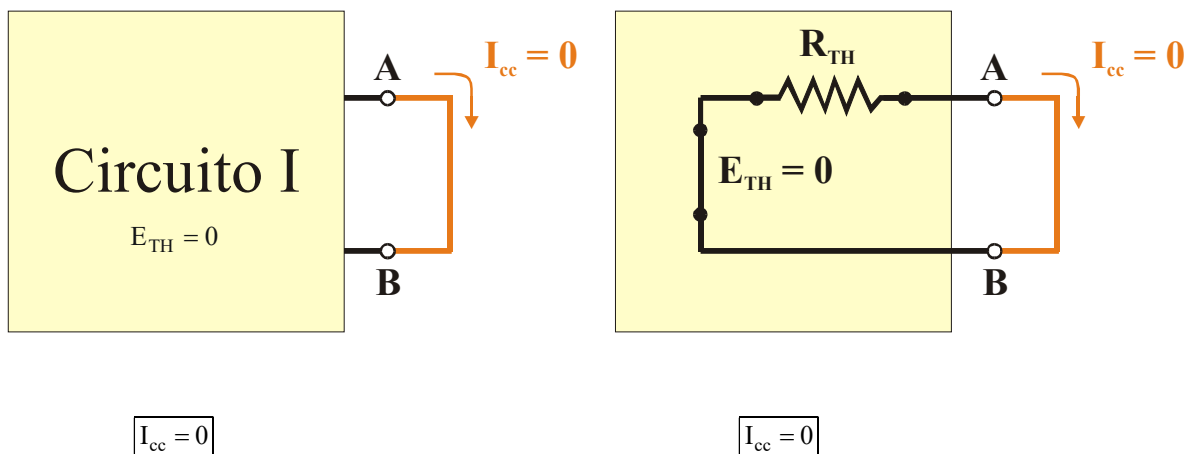 A
I_cc = 0
Circuito I
E_TH = 0
B
R_TH
A
I_cc = 0
E_TH = 0
B
I_cc = 0
I_cc = 0